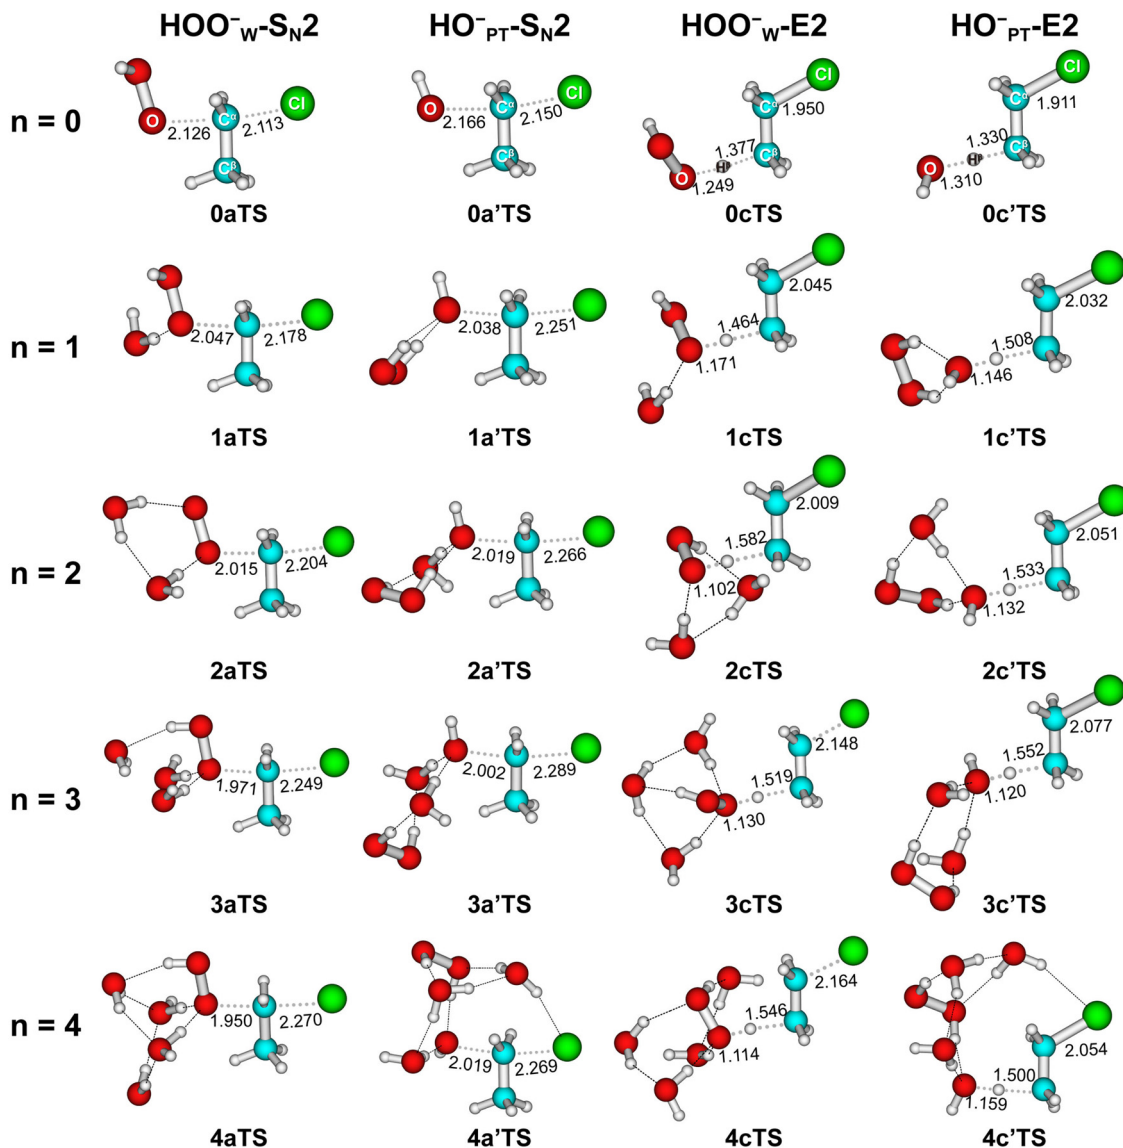 HOO⁻W-SN2 HO⁻PT-SN2 HOO⁻W-E2 HO⁻PT-E2
n = 0
O 2.126 Cα 2.113 Cl Cβ
O 2.166 Cα 2.150 Cl Cβ
Cl Cα 1.950 1.377 Cβ H' O 1.249
Cl Cα 1.911 1.330 Cβ H' O 1.310
0aTS 0a'TS 0cTS 0c'TS
n = 1
2.047 2.178 2.038 2.251 2.045 1.464 1.171 2.032 1.508 1.146
1aTS 1a'TS 1cTS 1c'TS
n = 2
2.015 2.204 2.019 2.266 2.009 1.582 1.102 2.051 1.533 1.132
2aTS 2a'TS 2cTS 2c'TS
n = 3
1.971 2.249 2.002 2.289 2.148 1.519 1.130 2.077 1.552 1.120
3aTS 3a'TS 3cTS 3c'TS
n = 4
1.950 2.270 2.019 2.269 2.164 1.546 1.114 2.054 1.500 1.159
4aTS 4a'TS 4cTS 4c'TS